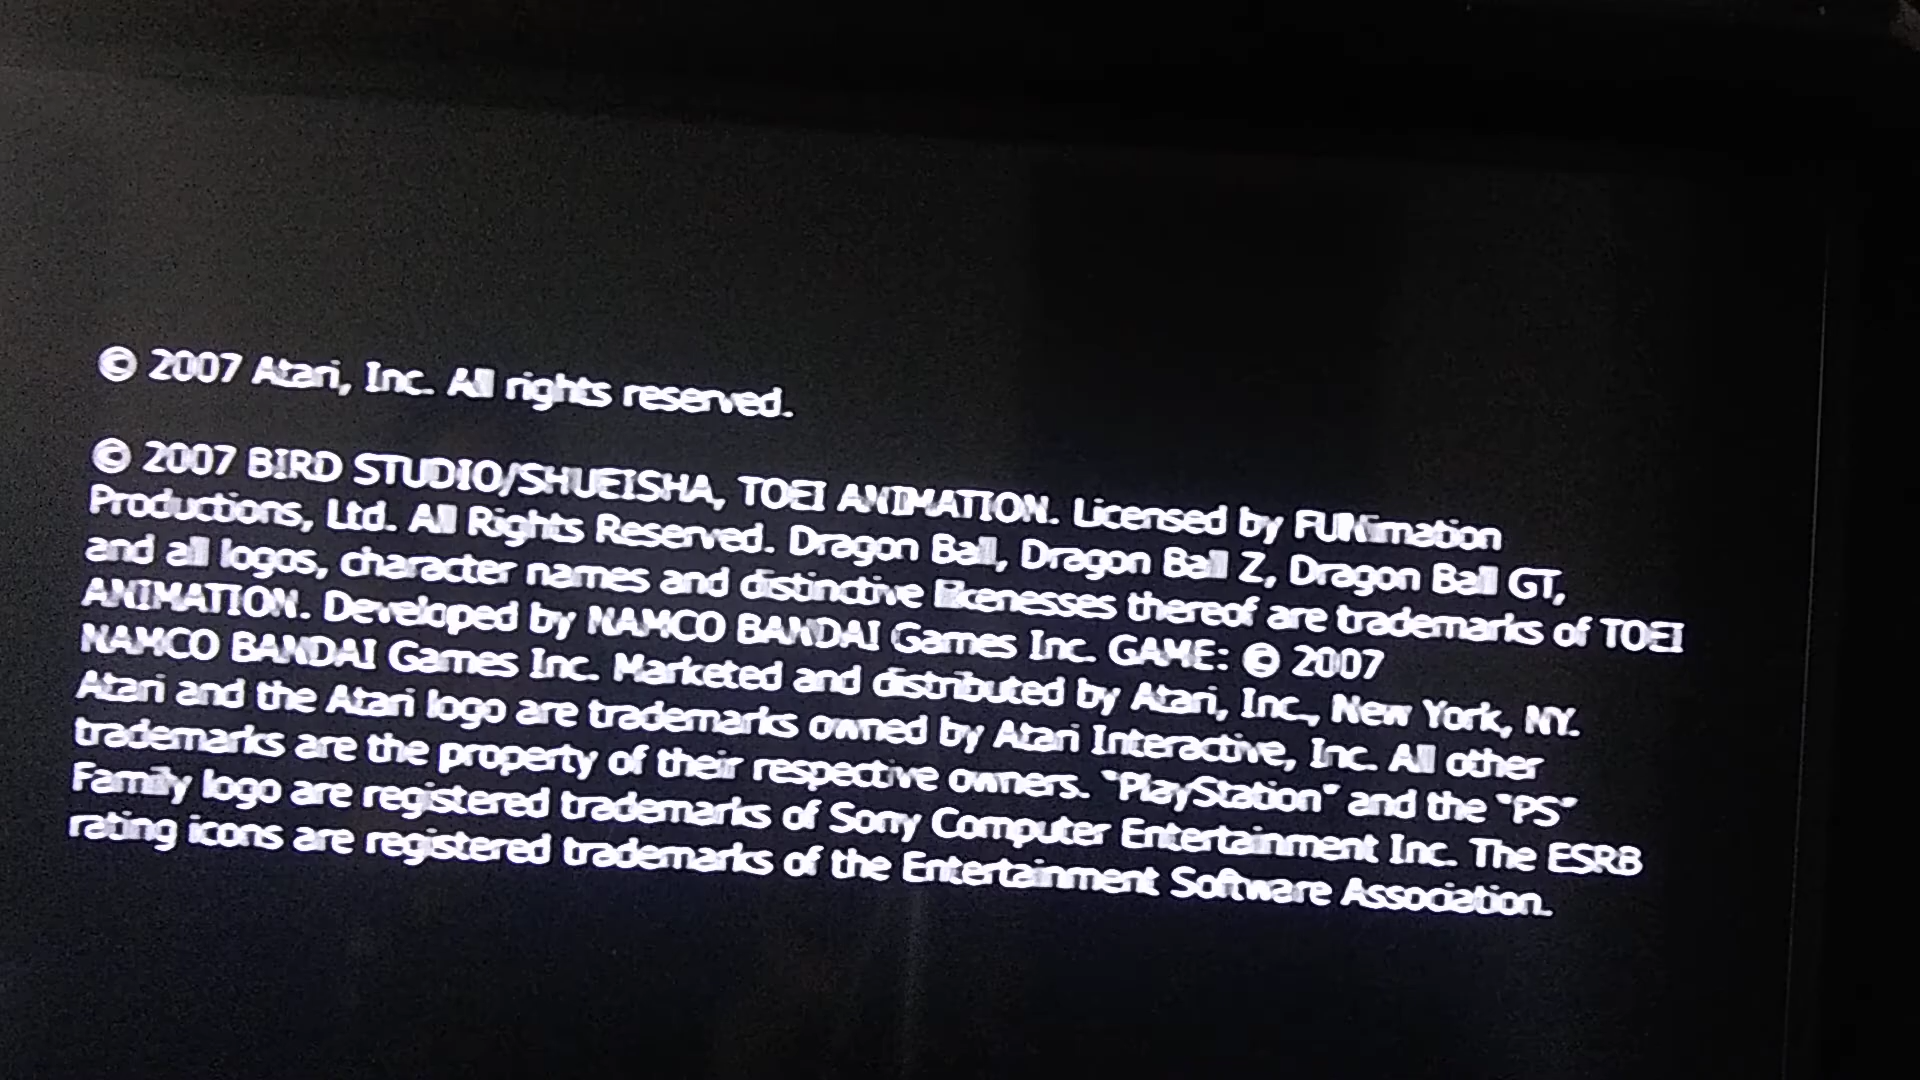 © 2007 Atari, Inc. All rights reserved.
© 2007 BIRD STUDIO/SHUEISHA, TOEI ANIMATION. Licensed by FUNimation
Productions, Ltd. All Rights Reserved. Dragon Ball, Dragon Ball Z, Dragon Ball GT,
and all logos, character names and distinctive likenesses thereof are trademarks of TOEI
ANIMATION. Developed by NAMCO BANDAI Games Inc. GAME: © 2007
NAMCO BANDAI Games Inc. Marketed and distributed by Atari, Inc., New York, NY.
Atari and the Atari logo are trademarks owned by Atari Interactive, Inc. All other
trademarks are the property of their respective owners. "PlayStation" and the "PS"
Family logo are registered trademarks of Sony Computer Entertainment Inc. The ESRB
rating icons are registered trademarks of the Entertainment Software Association.